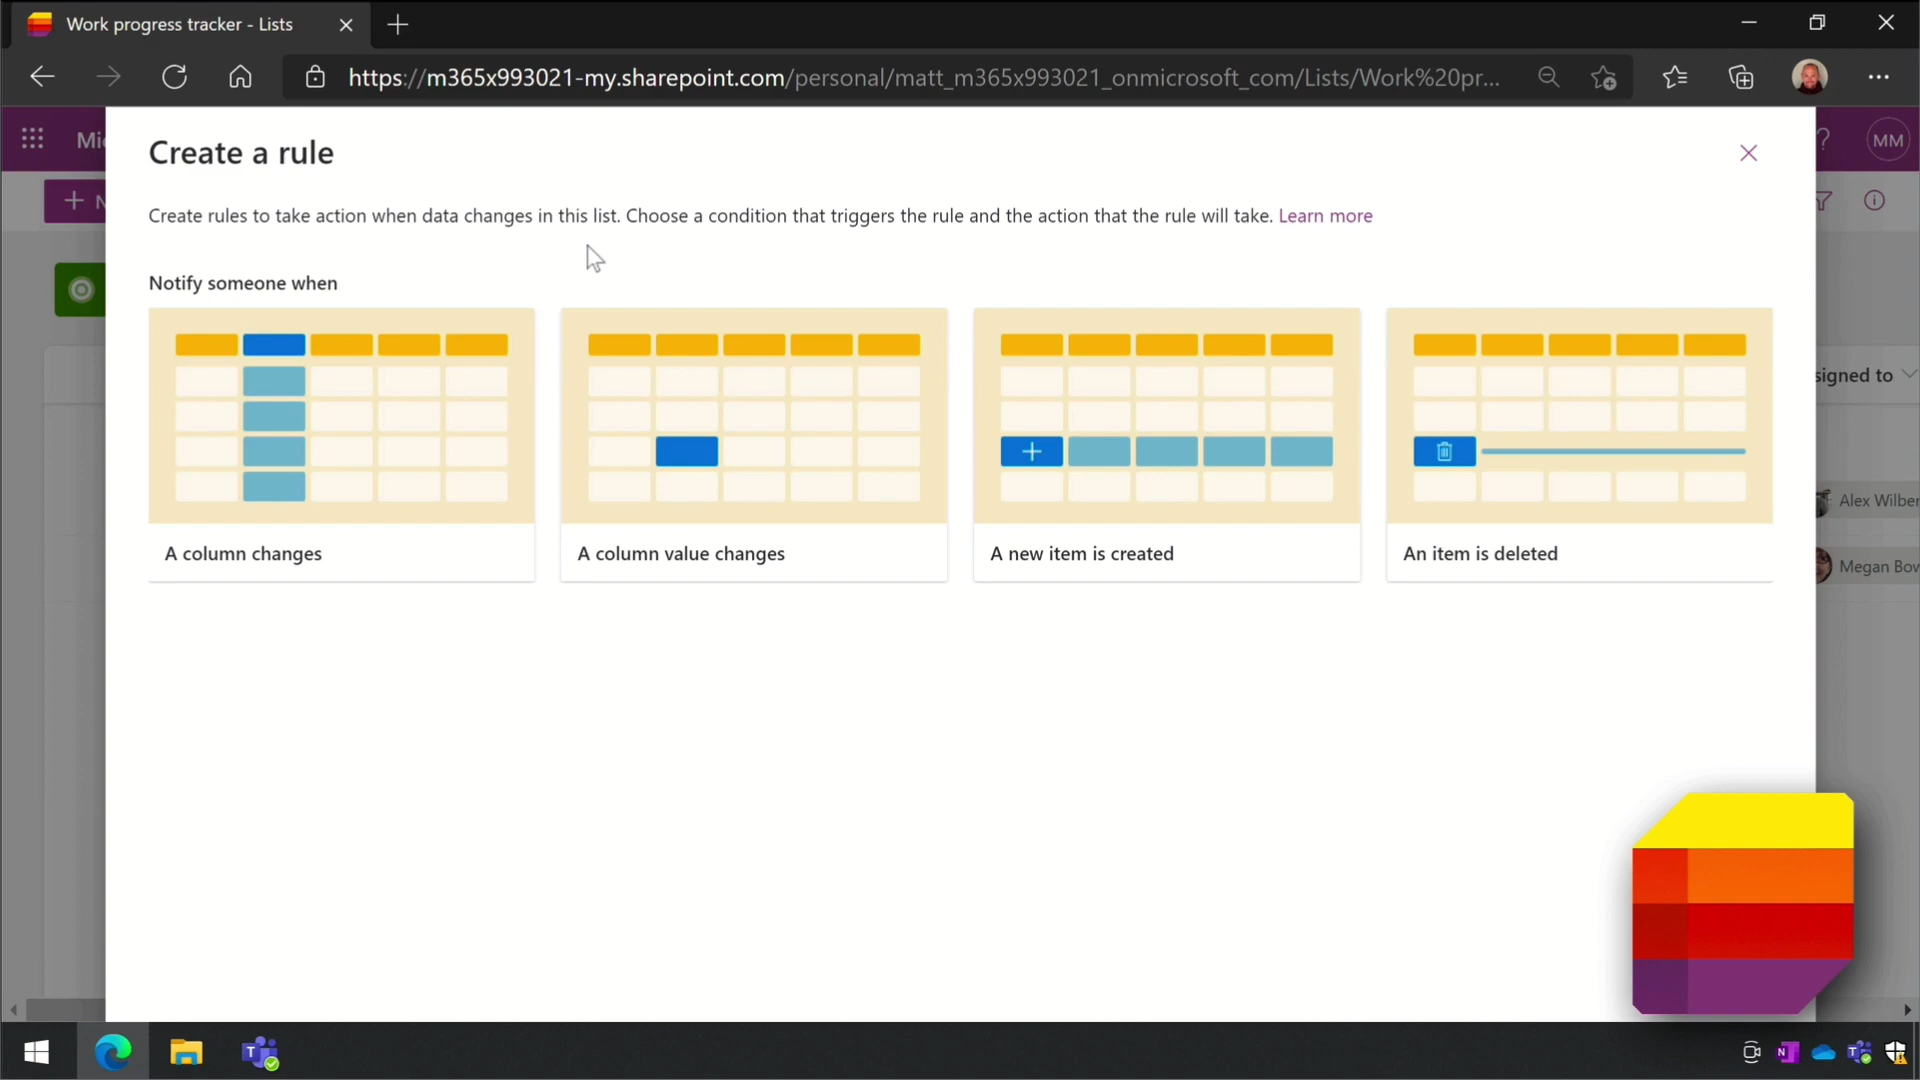 Work progress tracker - Lists
https://m365x993021-my.sharepoint.com/personal/matt_m365x993021_onmicrosoft_com/Lists/Work%20pr...
Mi
MM
N
Create a rule
Create rules to take action when data changes in this list. Choose a condition that triggers the rule and the action that the rule will take. Learn more
Notify someone when
A column changes
A column value changes
A new item is created
An item is deleted
signed to
Alex Wilber
Megan Bow